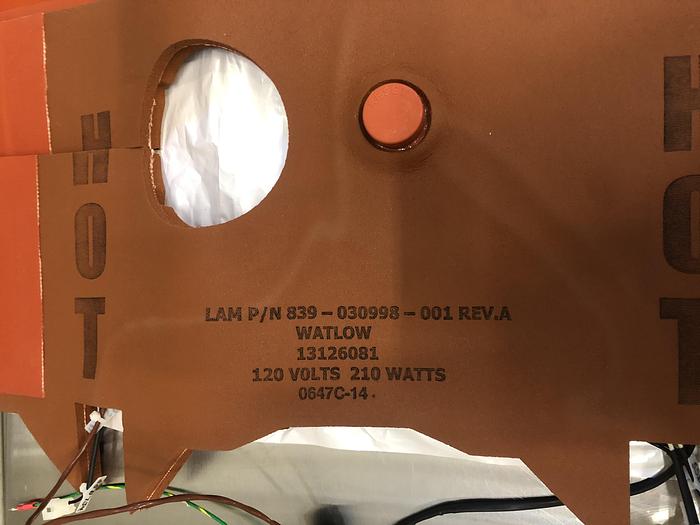 HOT
HOT
LAM P/N 839 – 030998 – 001 REV.A
WATLOW
13126081
120 VOLTS 210 WATTS
0647C-14